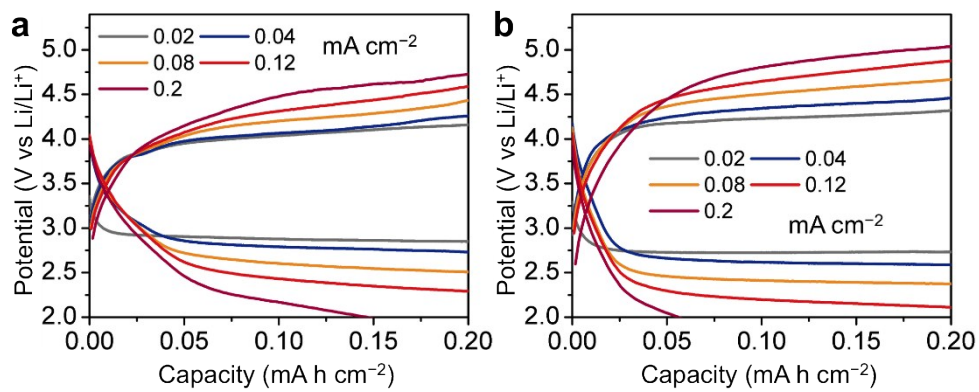 a
0.02 0.04 mA cm⁻²
0.08 0.12
0.2
Potential (V vs Li/Li⁺)
5.0
4.5
4.0
3.5
3.0
2.5
2.0
0.00 0.05 0.10 0.15 0.20
Capacity (mA h cm⁻²)
b
0.02 0.04
0.08 0.12
0.2
mA cm⁻²
Potential (V vs Li/Li⁺)
5.0
4.5
4.0
3.5
3.0
2.5
2.0
0.00 0.05 0.10 0.15 0.20
Capacity (mA h cm⁻²)